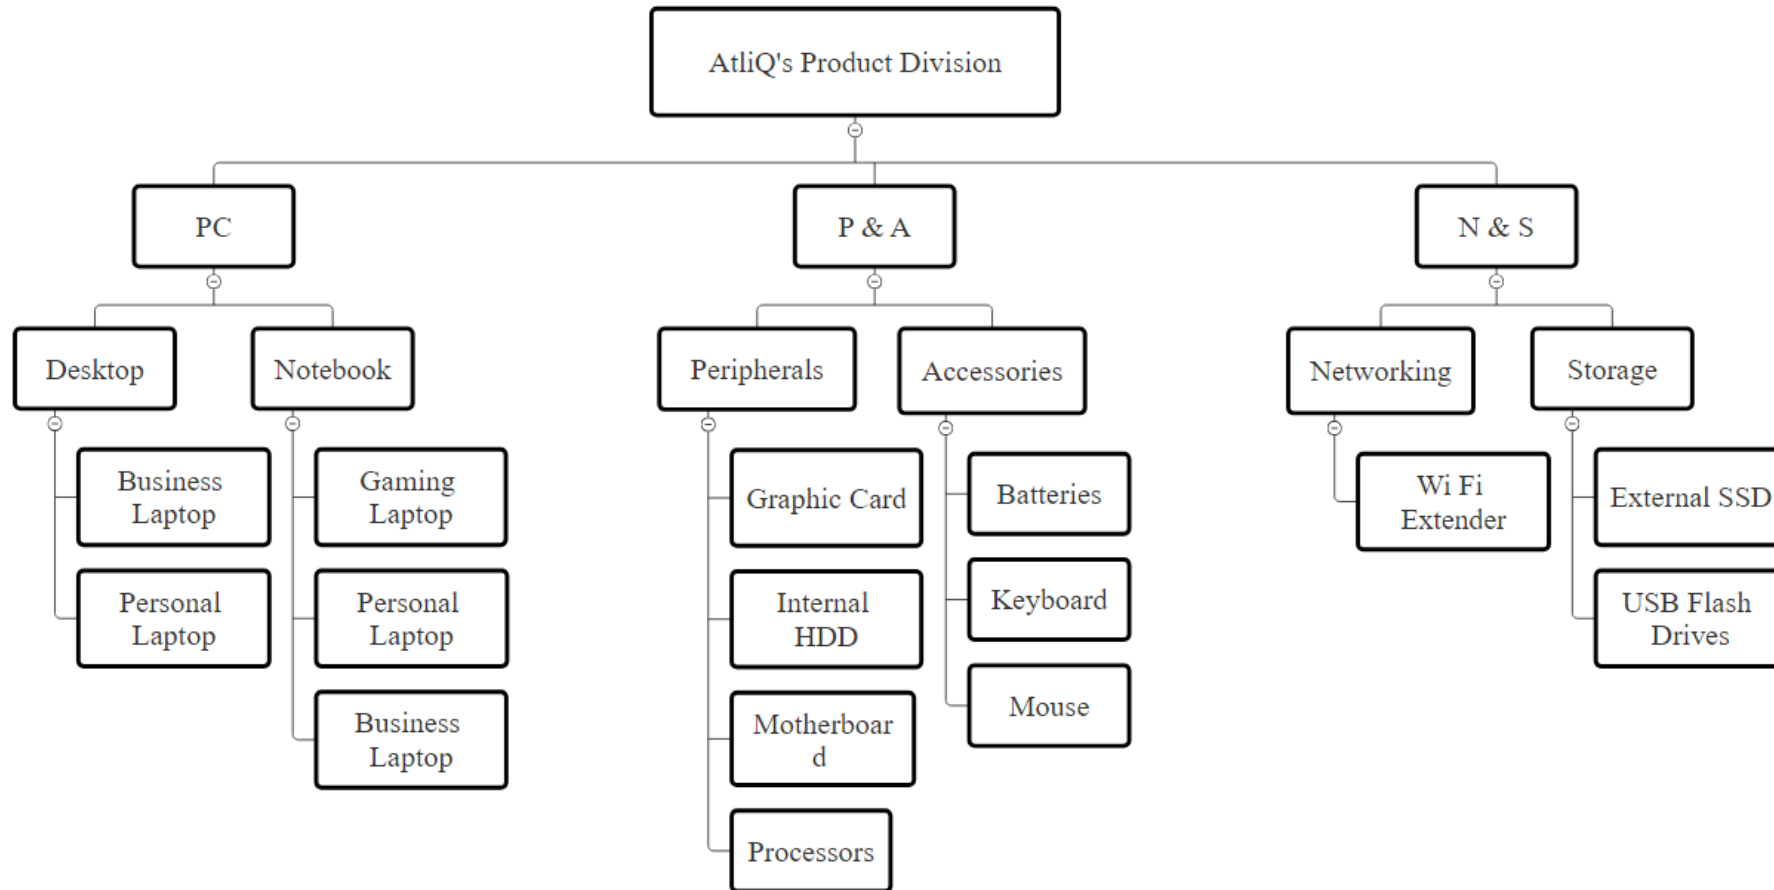 AtliQ's Product Division
PC
P & A
N & S
Desktop
Notebook
Peripherals
Accessories
Networking
Storage
Business
Laptop
Personal
Laptop
Gaming
Laptop
Personal
Laptop
Business
Laptop
Graphic Card
Internal
HDD
Motherboar
d
Processors
Batteries
Keyboard
Mouse
Wi Fi
Extender
External SSD
USB Flash
Drives